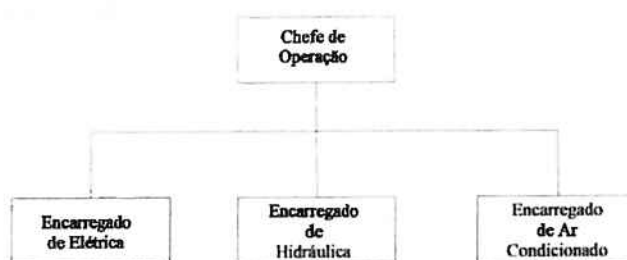 Chefe de
Operação
Encarregado
de Elétrica
Encarregado
de
Hidráulica
Encarregado
de Ar
Condicionado